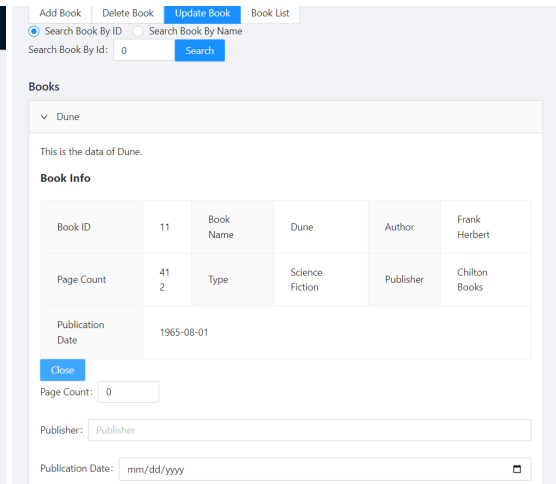 Add Book Delete Book Update Book Book List
Search Book By ID Search Book By Name
Search Book By Id: 0 Search
Books
Dune
This is the data of Dune.
Book Info
Book ID 11 Book Name Dune Author Frank Herbert
Page Count 412 Type Science Fiction Publisher Chilton Books
Publication Date 1965-08-01
Close
Page Count: 0
Publisher: Publisher
Publication Date: mm/dd/yyyy